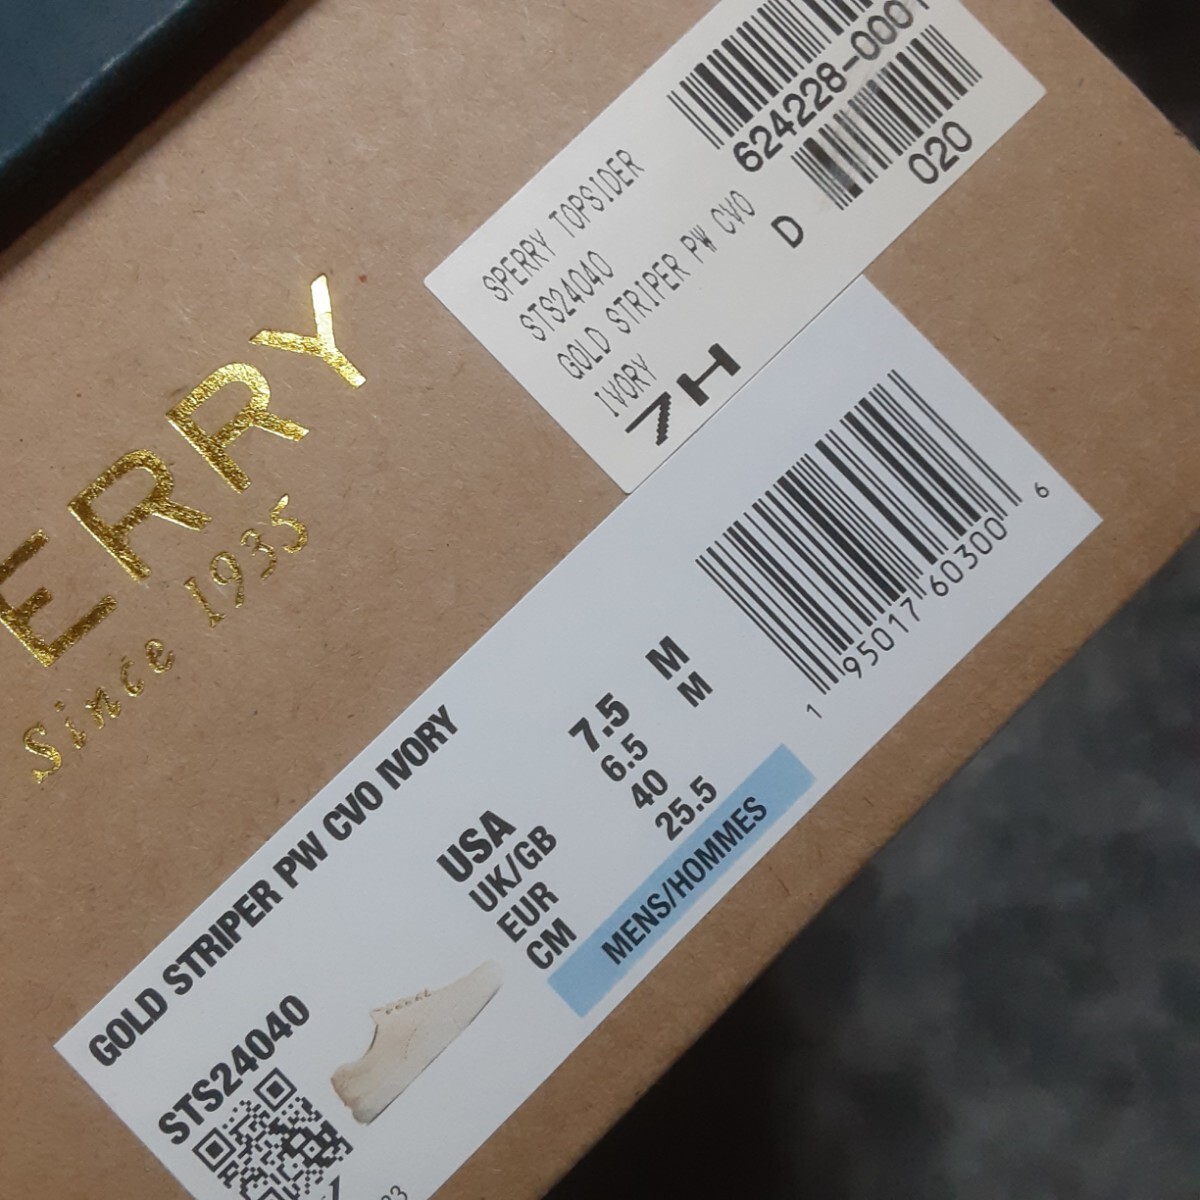 ERRY
Since 1935
624228-0001
020
SPERRY TOPSIDER
STS24040
GOLD STRIPER PW CVO
D
IVORY
7H
1 95017 60300 6
GOLD STRIPER PW CVO IVORY
USA 7.5 M
UK/GB 6.5 M
EUR 40
CM 25.5
MENS/HOMMES
STS24040